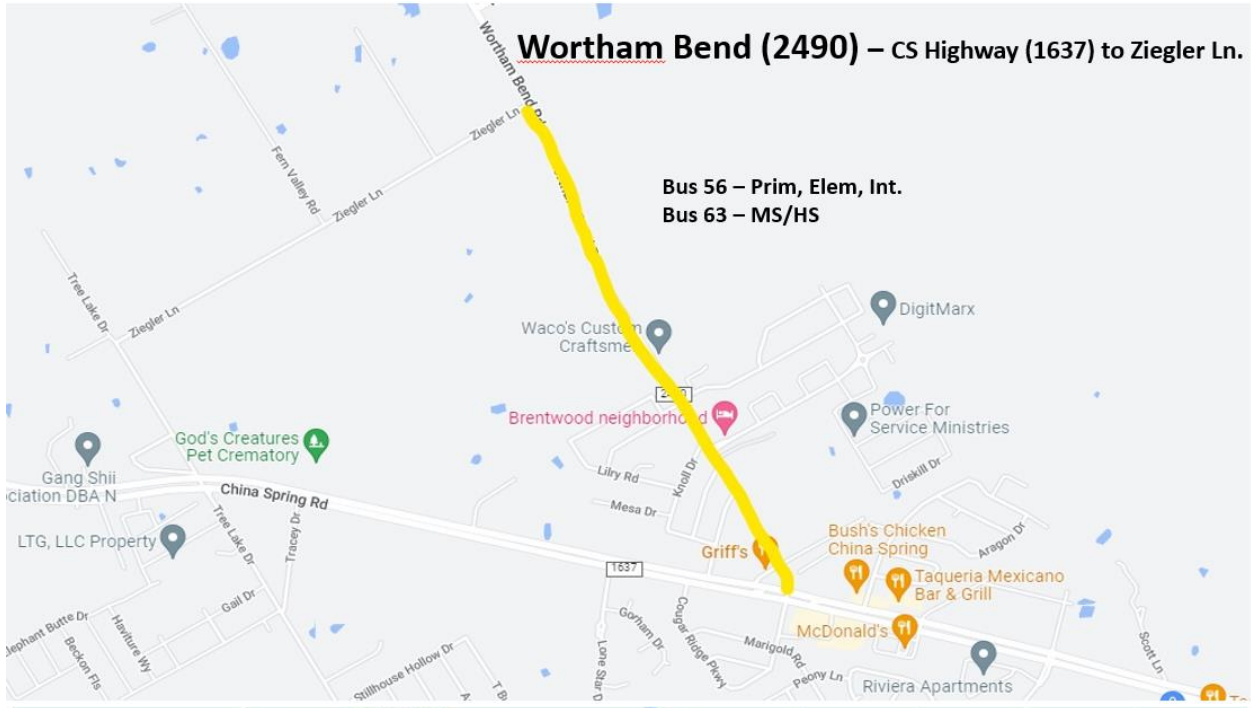 Wortham Bend (2490) – CS Highway (1637) to Ziegler Ln.
Wortham Bend Rd
Ziegler Ln
Fern Valley Rd
Bus 56 – Prim, Elem, Int.
Bus 63 – MS/HS
Ziegler Ln
Tree Lake Dr
Ziegler Ln
DigitMarx
Waco's Custom
Craftsme
Brentwood neighborhood
Power For
Service Ministries
God's Creatures
Pet Crematory
Gang Shii
ociation DBA N
China Spring Rd
Lilry Rd
Knoll Dr
Mesa Dr
Driskill Dr
LTG, LLC Property
Tree Lake Dr
Tracey Dr
Griff's
1637
Bush's Chicken
China Spring
Aragon Dr
Taqueria Mexicano
Bar & Grill
McDonald's
Gail Dr
Gorham Dr
Cougar Ridge Pkwy
Marigold Rd
Peony Ln
Lone Star D
Scott Ln
Riviera Apartments
lephant Butte Dr
Haviture Wy
Beckon Fls
Stillhouse Hollow Dr